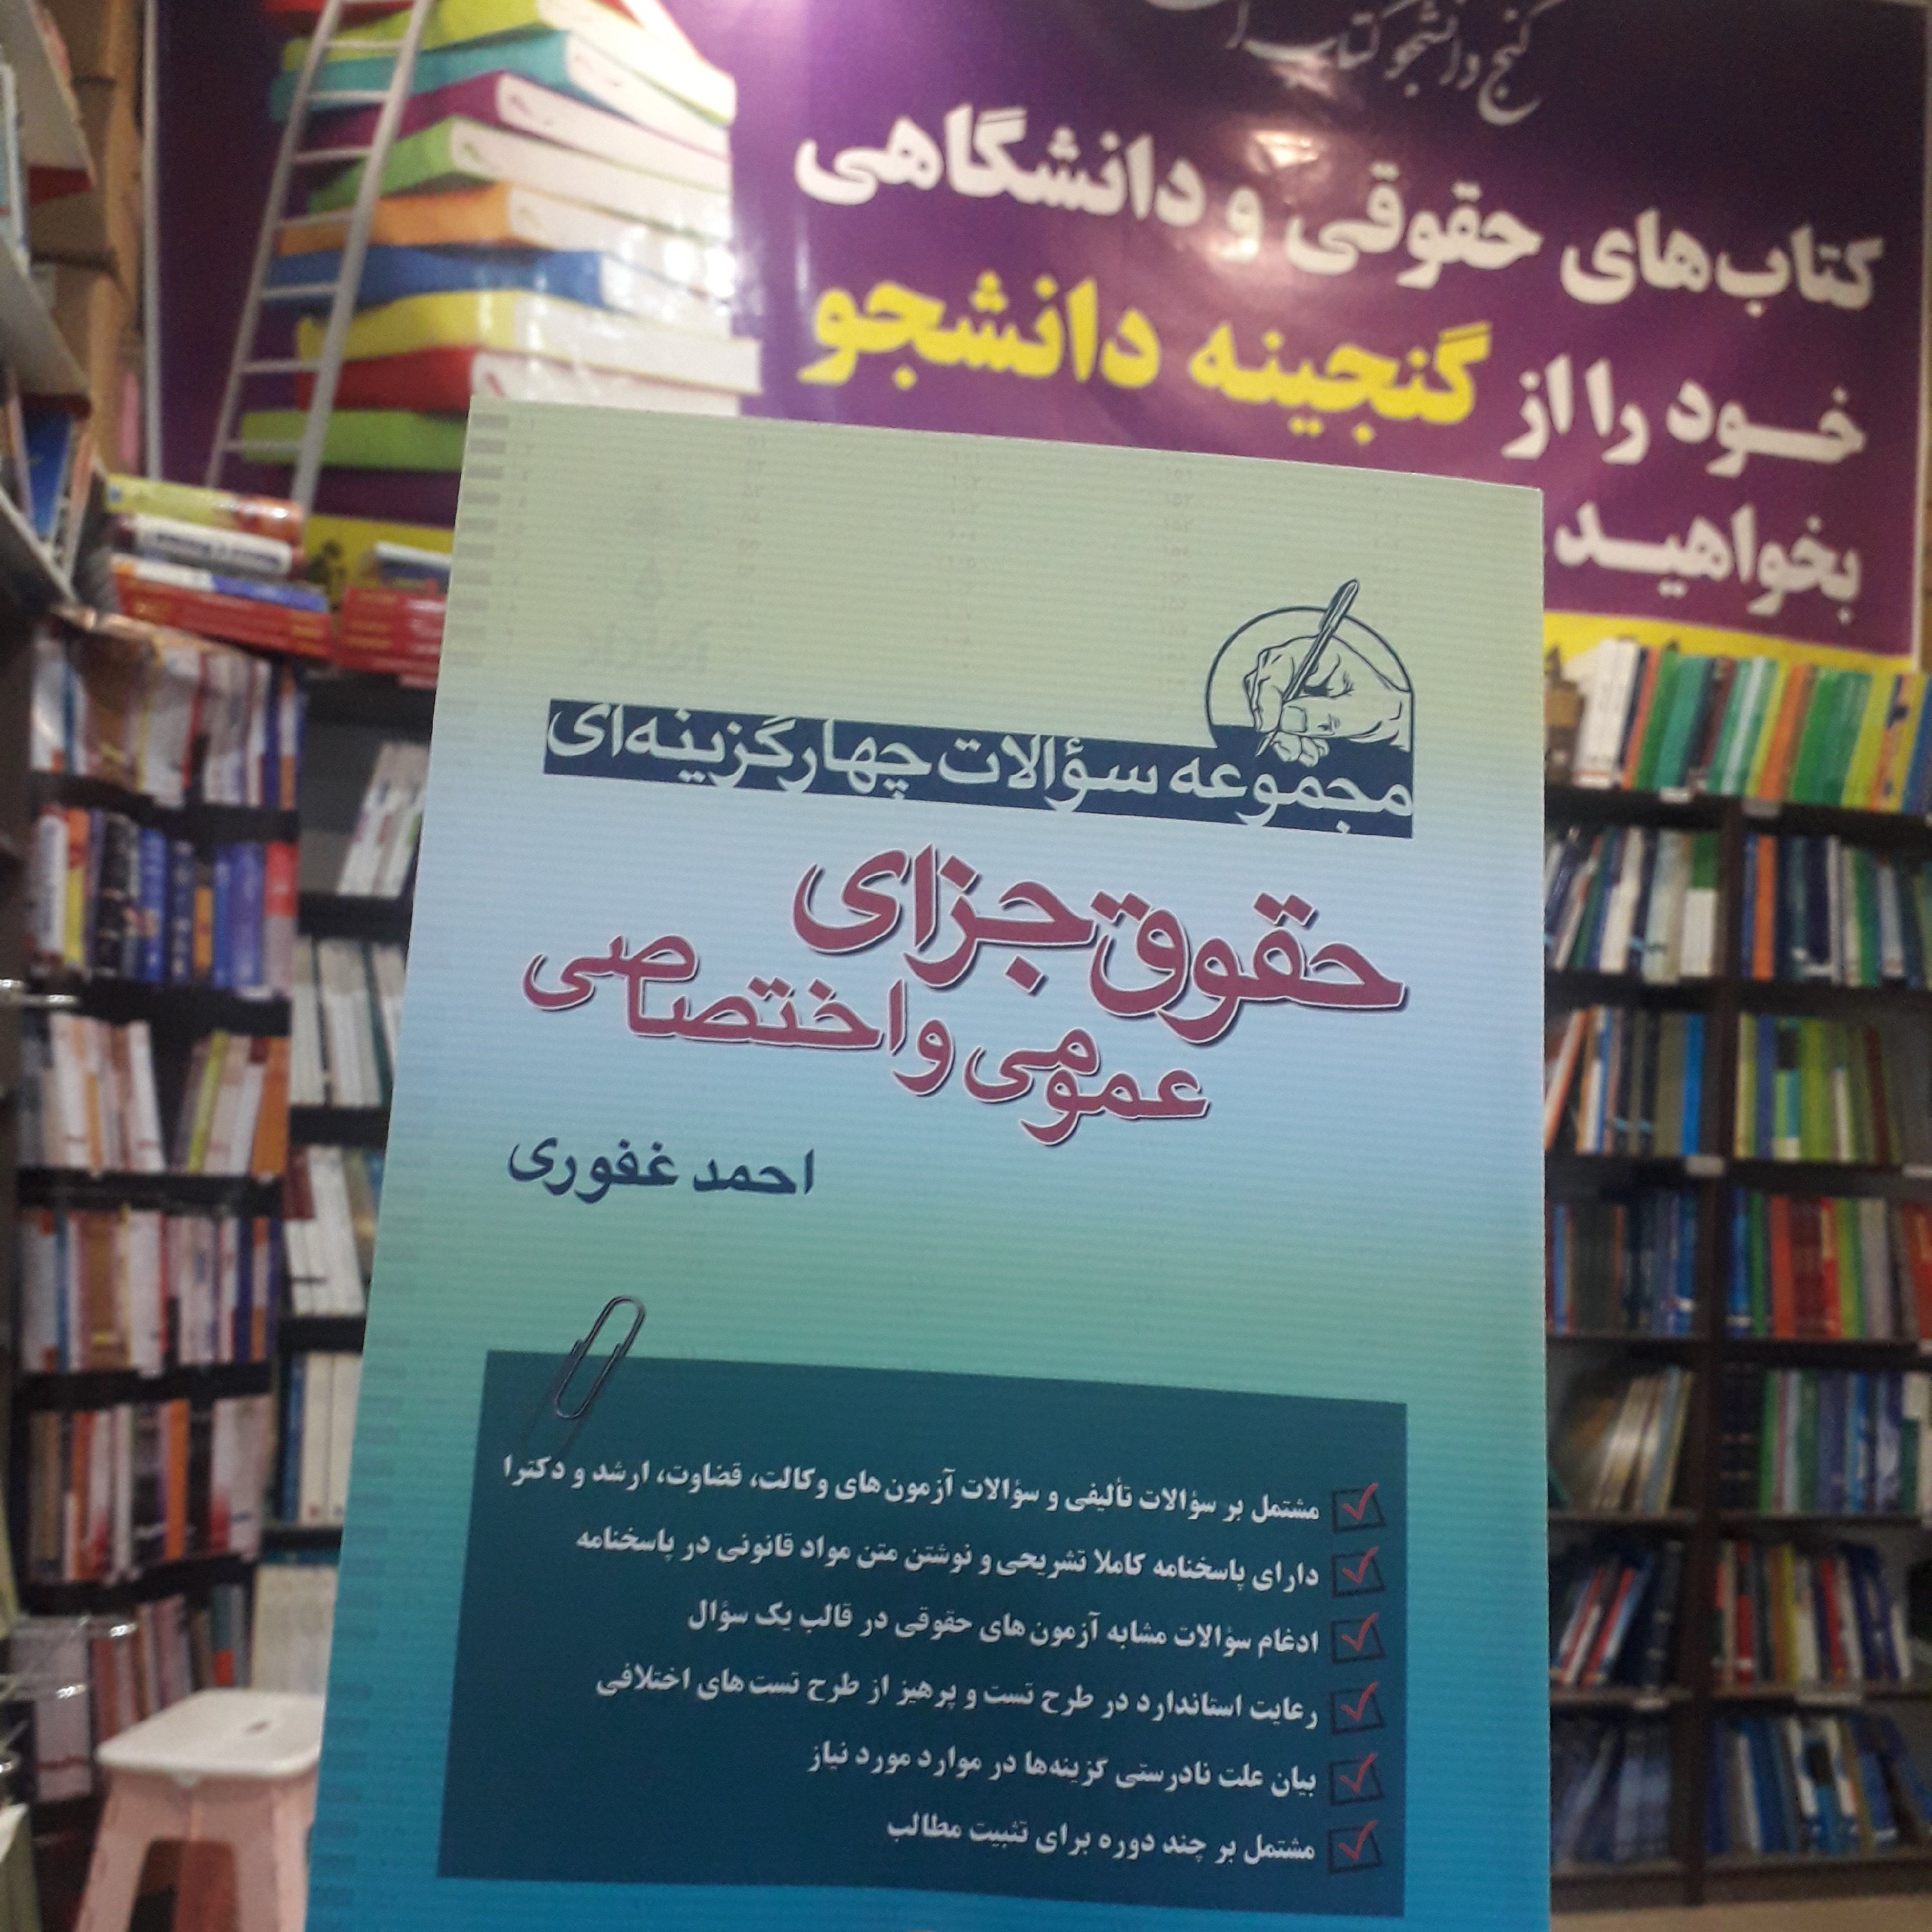 کتاب‌های حقوقی و دانشگاهی
خود را از گنجینه دانشجو
بخواهید
مجموعه سؤالات چهارگزینه‌ای
حقوق جزای
عمومی و اختصاصی
احمد غفوری
مشتمل بر سؤالات تألیفی و سؤالات آزمون‌های وکالت، قضاوت، ارشد و دکترا
دارای پاسخنامه کاملا تشریحی و نوشتن متن مواد قانونی در پاسخنامه
ادغام سؤالات مشابه آزمون‌های حقوقی در قالب یک سؤال
رعایت استاندارد در طرح تست و پرهیز از طرح تست‌های اختلافی
بیان علت نادرستی گزینه‌ها در موارد مورد نیاز
مشتمل بر چند دوره برای تثبیت مطالب